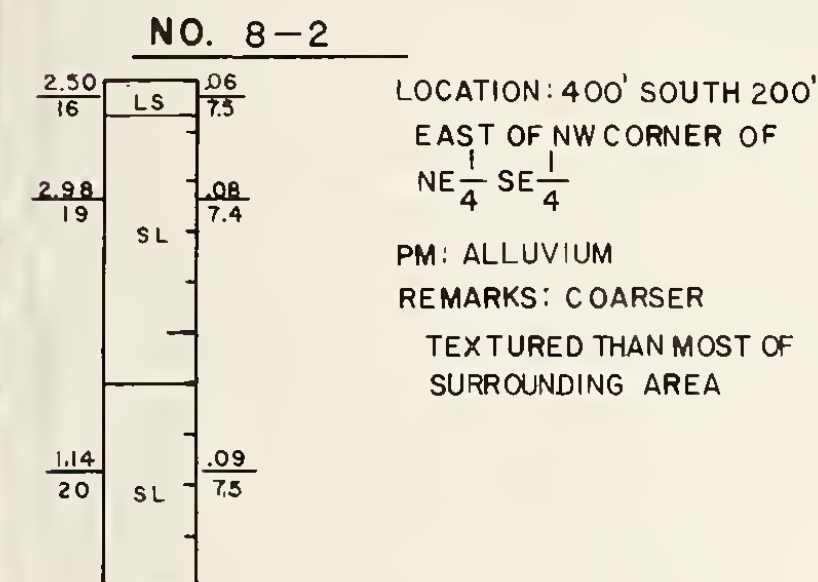 NO. 8-2
2.50
16
LS
.06
7.5
2.98
19
SL
.08
7.4
1.14
20
SL
.09
7.5
LOCATION: 400' SOUTH 200'
EAST OF NW CORNER OF
NE 1/4 SE 1/4
PM: ALLUVIUM
REMARKS: COARSER
TEXTURED THAN MOST OF
SURROUNDING AREA